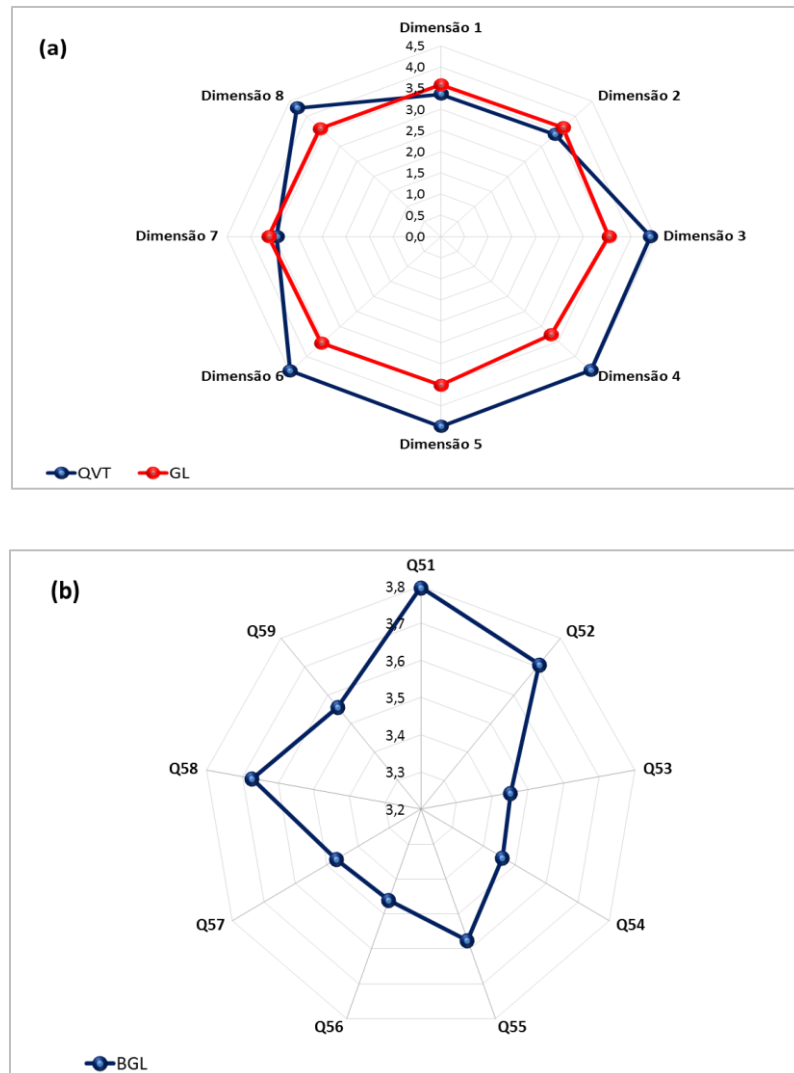 (a)
Dimensão 1
4,5
4,0
3,5
3,0
2,5
2,0
1,5
1,0
0,5
0,0
Dimensão 2
Dimensão 3
Dimensão 4
Dimensão 5
Dimensão 6
Dimensão 7
Dimensão 8
QVT GL
(b)
Q51
3,8
3,7
3,6
3,5
3,4
3,3
3,2
Q52
Q53
Q54
Q55
Q56
Q57
Q58
Q59
BGL